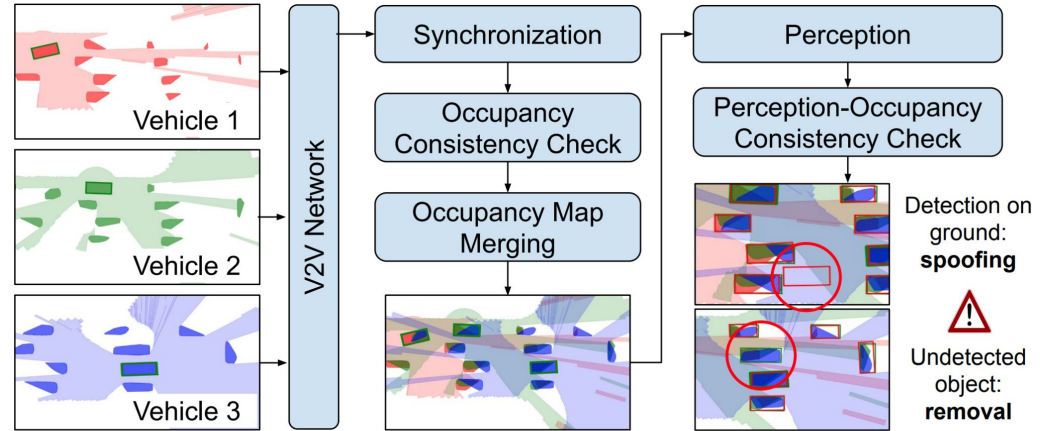 Vehicle 1
Vehicle 2
Vehicle 3
V2V Network
Synchronization
Occupancy
Consistency Check
Occupancy Map
Merging
Perception
Perception-Occupancy
Consistency Check
Detection on
ground:
spoofing
!
Undetected
object:
removal